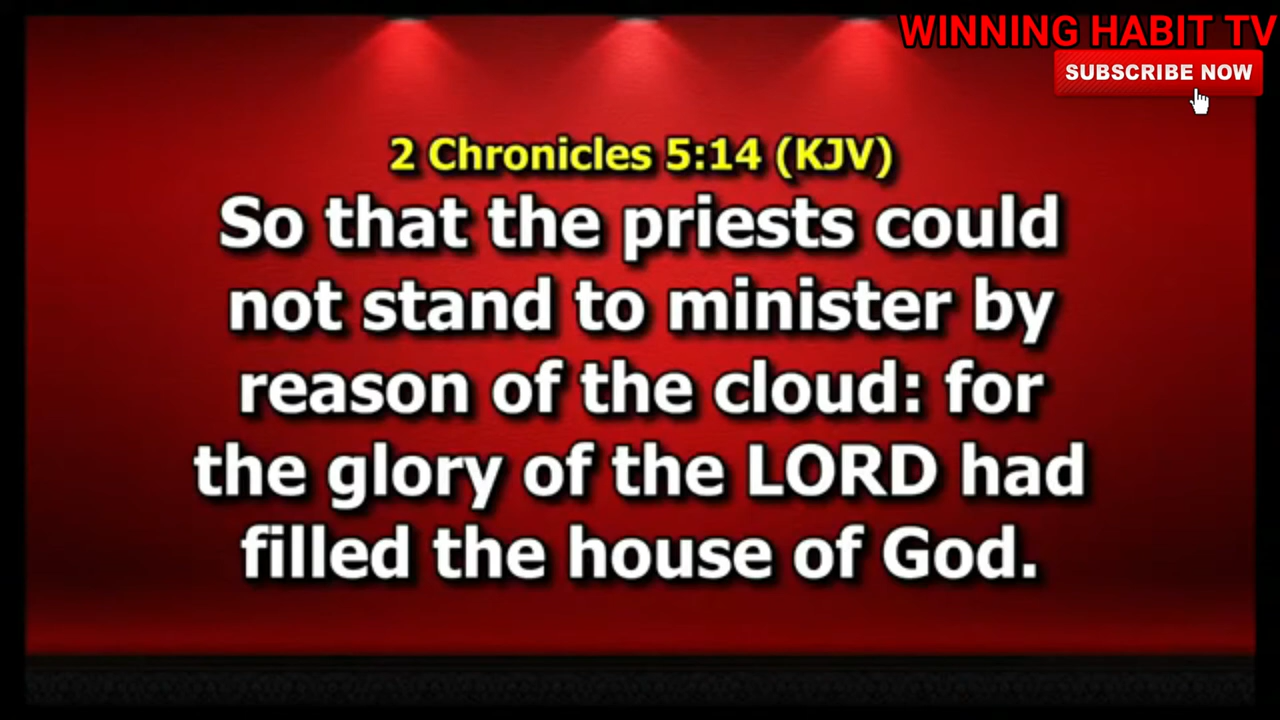 WINNING HABIT TV
SUBSCRIBE NOW
2 Chronicles 5:14 (KJV)
So that the priests could
not stand to minister by
reason of the cloud: for
the glory of the LORD had
filled the house of God.